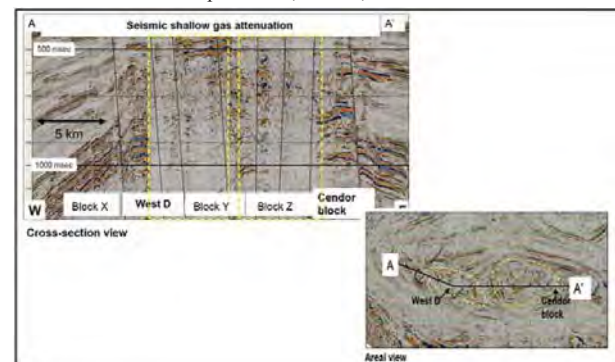 A
Seismic shallow gas attenuation
A'
500 msec
5 km
1000 msec
W
Block X
West D
Block Y
Block Z
Cendor
block
Cross-section view
A
A'
West D
Cendor
block
Areal view